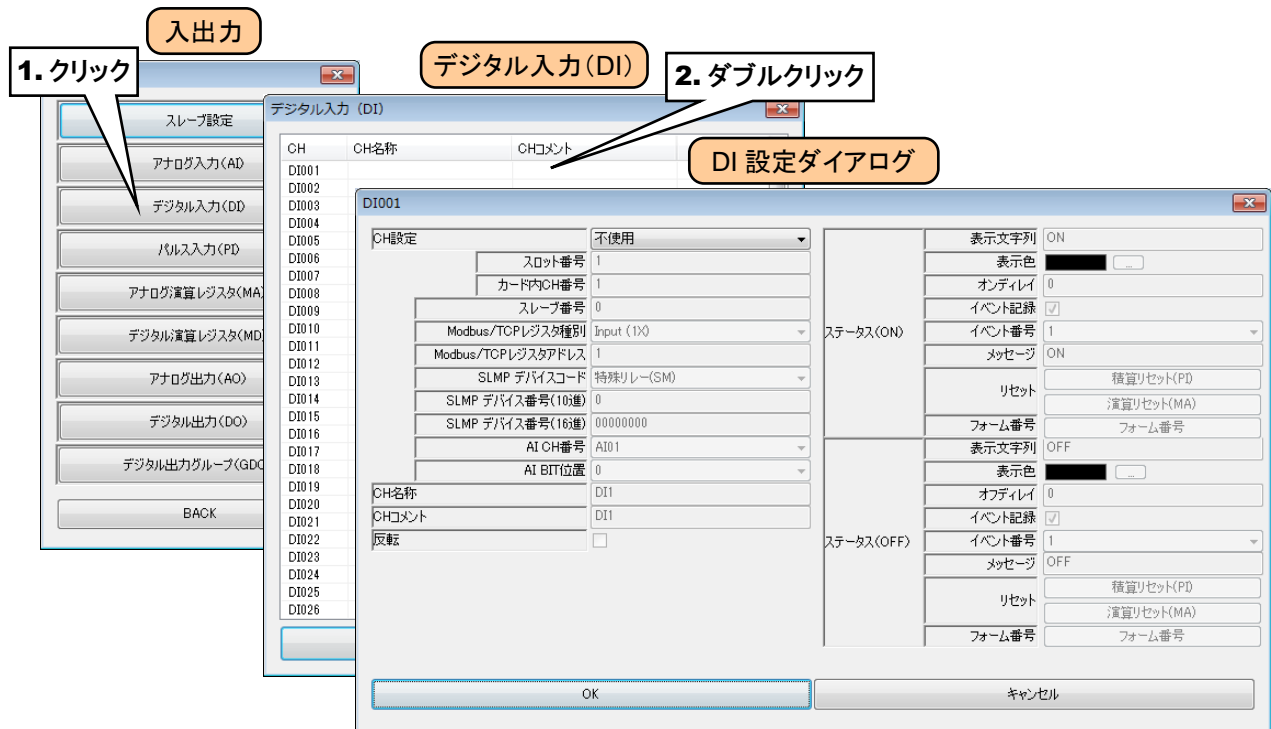 入出力
1. クリック
スレーブ設定
アナログ入力(AI)
デジタル入力(DI)
パルス入力(PI)
アナログ演算レジスタ(MA)
デジタル演算レジスタ(MD)
アナログ出力(AO)
デジタル出力(DO)
デジタル出力グループ(GDO
BACK
デジタル入力(DI)
2. ダブルクリック
デジタル入力 (DI)
CH CH名称 CHコメント
DI001
DI002
DI003
DI004
DI005
DI006
DI007
DI008
DI009
DI010
DI011
DI012
DI013
DI014
DI015
DI016
DI017
DI018
DI019
DI020
DI021
DI022
DI023
DI024
DI025
DI026
DI 設定ダイアログ
DI001
CH設定 不使用
スロット番号 1
カード内CH番号 1
スレーブ番号 0
Modbus/TCPレジスタ種別 Input (1X)
Modbus/TCPレジスタアドレス 1
SLMP デバイスコード 特殊リレー(SM)
SLMP デバイス番号(10進) 0
SLMP デバイス番号(16進) 00000000
AI CH番号 AI01
AI BIT位置 0
CH名称 DI1
CHコメント DI1
反転
ステータス(ON)
表示文字列 ON
表示色 ...
オンディレイ 0
イベント記録
イベント番号 1
メッセージ ON
リセット 積算リセット(PI)
演算リセット(MA)
フォーム番号 フォーム番号
ステータス(OFF)
表示文字列 OFF
表示色 ...
オフディレイ 0
イベント記録
イベント番号 1
メッセージ OFF
リセット 積算リセット(PI)
演算リセット(MA)
フォーム番号 フォーム番号
OK キャンセル